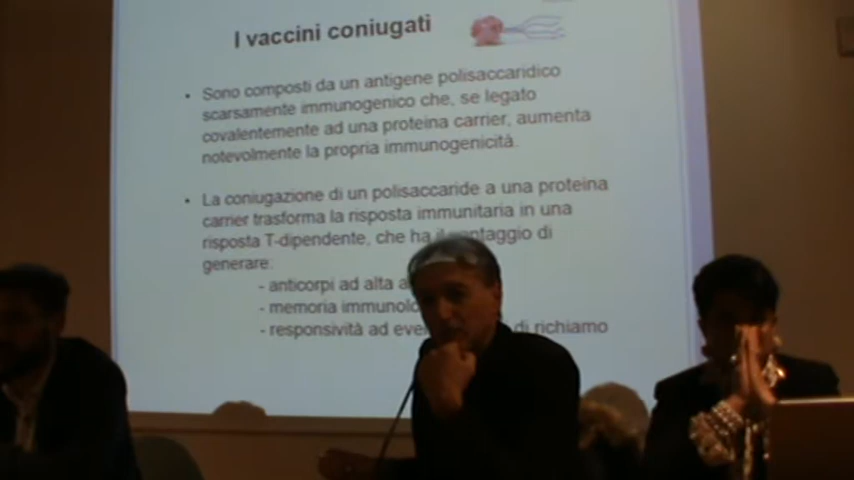 I vaccini coniugati
• Sono composti da un antigene polisaccaridico
scarsamente immunogenico che, se legato
covalentemente ad una proteina carrier, aumenta
notevolmente la propria immunogenicità.
• La coniugazione di un polisaccaride a una proteina
carrier trasforma la risposta immunitaria in una
risposta T-dipendente, che ha il vantaggio di
generare:
- anticorpi ad alta
- memoria
- responsività ad di richiamo